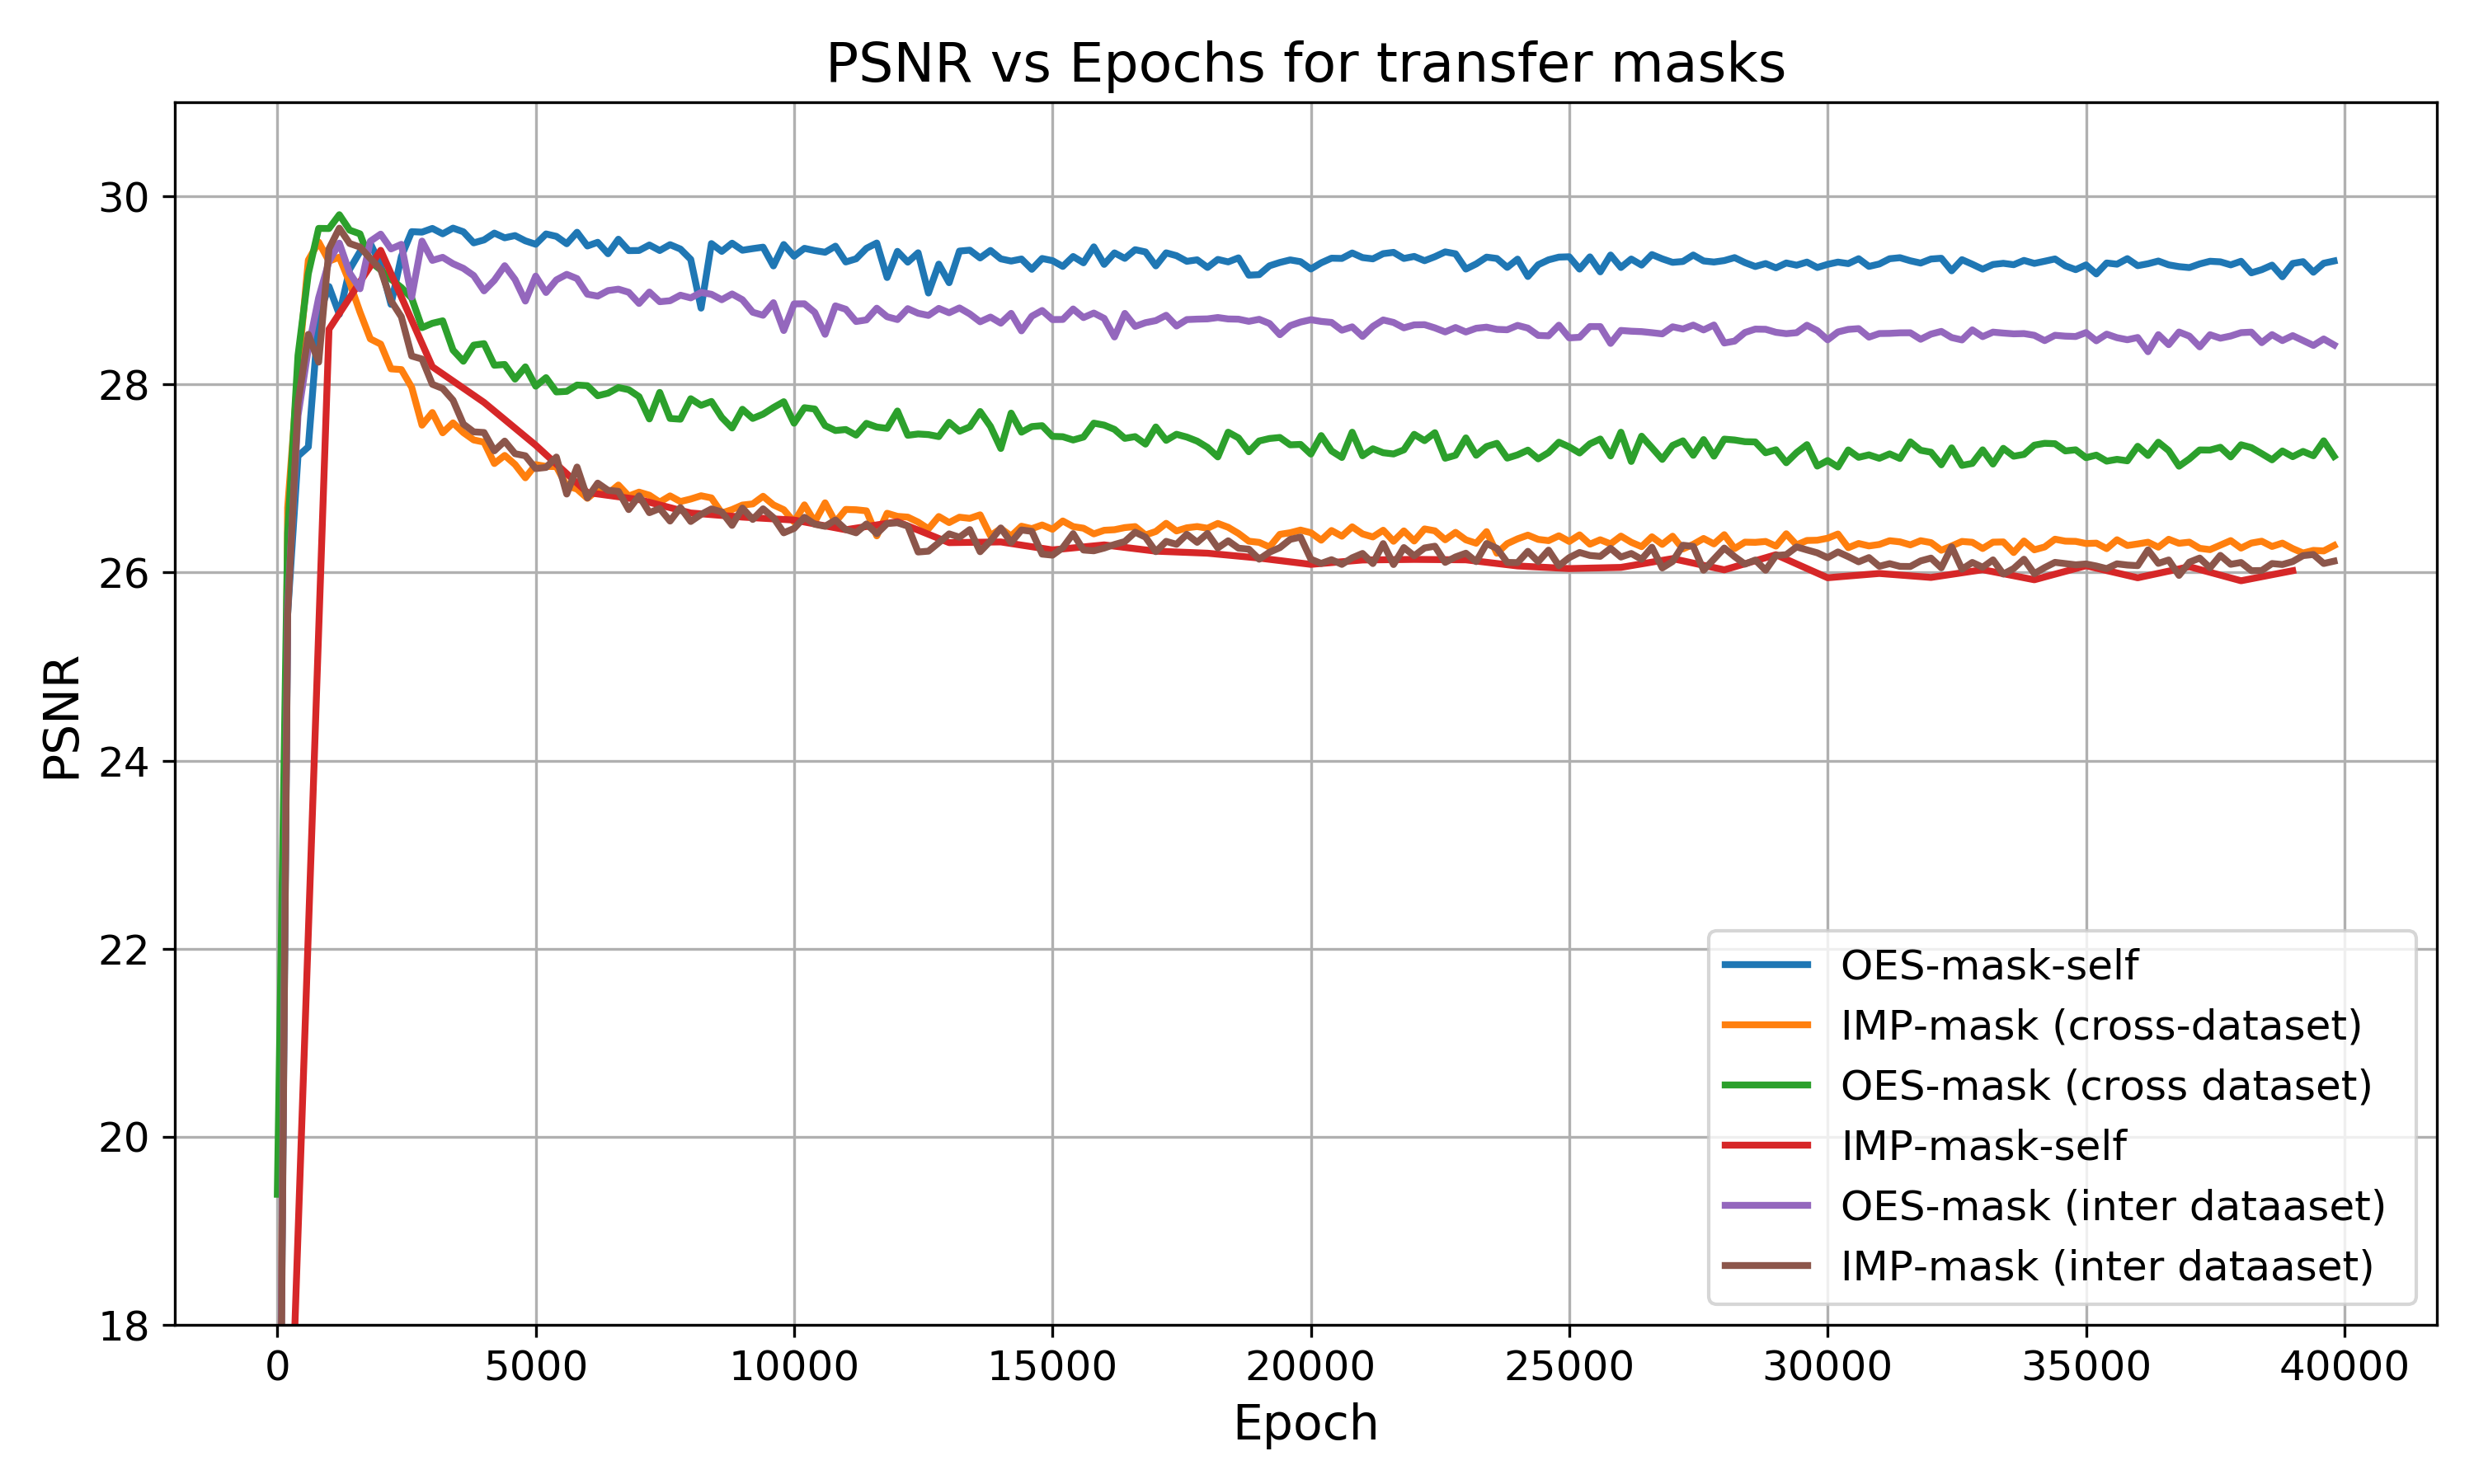 PSNR vs Epochs for transfer masks
PSNR
30
28
26
24
22
20
18
0 5000 10000 15000 20000 25000 30000 35000 40000
Epoch
OES-mask-self
IMP-mask (cross-dataset)
OES-mask (cross dataset)
IMP-mask-self
OES-mask (inter dataaset)
IMP-mask (inter dataaset)